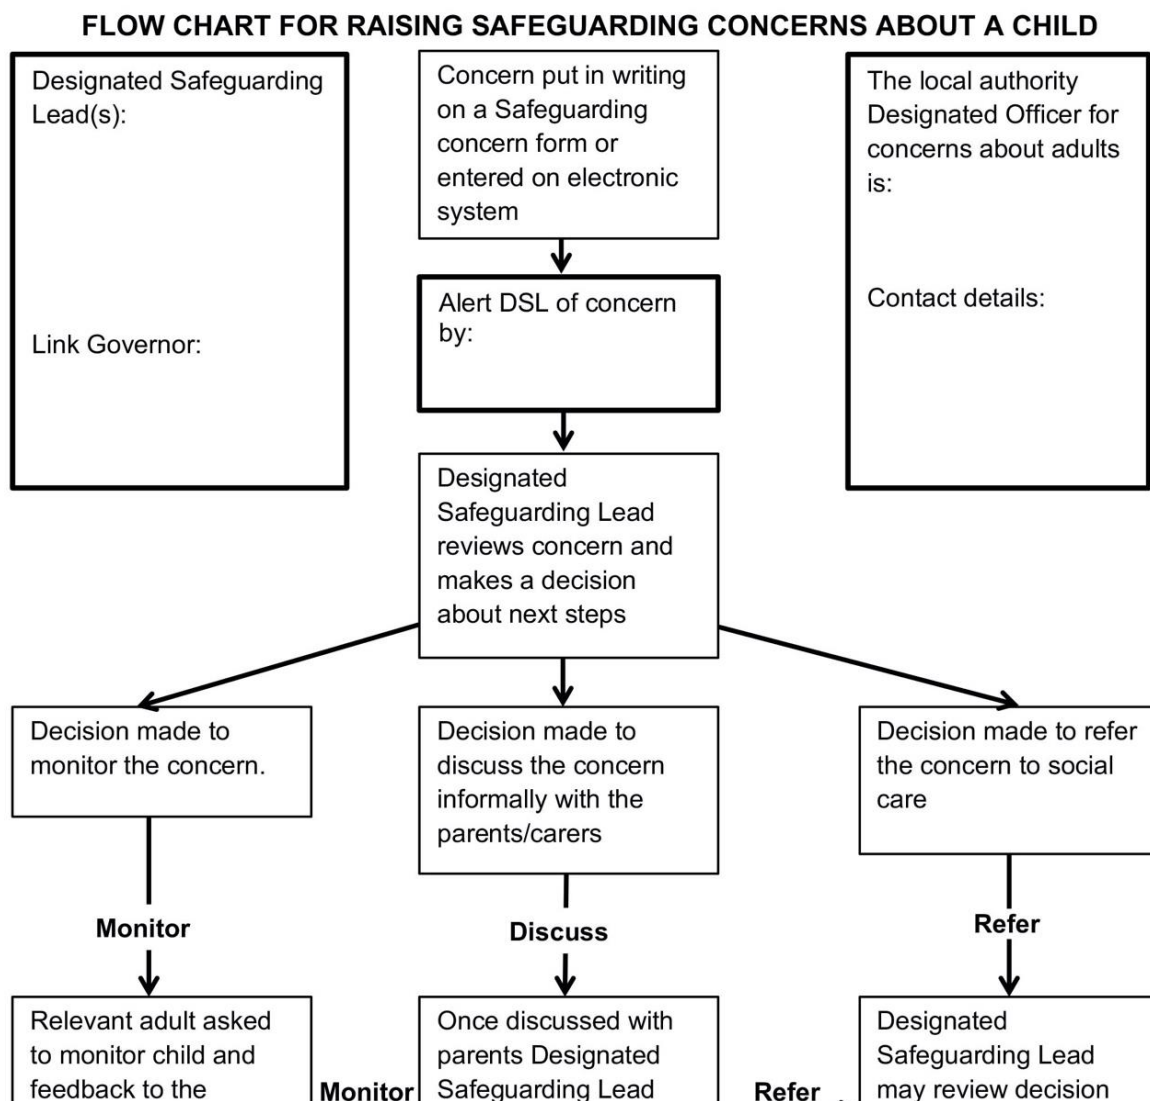 FLOW CHART FOR RAISING SAFEGUARDING CONCERNS ABOUT A CHILD
Designated Safeguarding
Lead(s):
Link Governor:
Concern put in writing
on a Safeguarding
concern form or
entered on electronic
system
The local authority
Designated Officer for
concerns about adults
is:
Contact details:
Alert DSL of concern
by:
Designated
Safeguarding Lead
reviews concern and
makes a decision
about next steps
Decision made to
monitor the concern.
Decision made to
discuss the concern
informally with the
parents/carers
Decision made to refer
the concern to social
care
Monitor
Discuss
Refer
Relevant adult asked
to monitor child and
feedback to the
Monitor
Once discussed with
parents Designated
Safeguarding Lead
Refer
Designated
Safeguarding Lead
may review decision